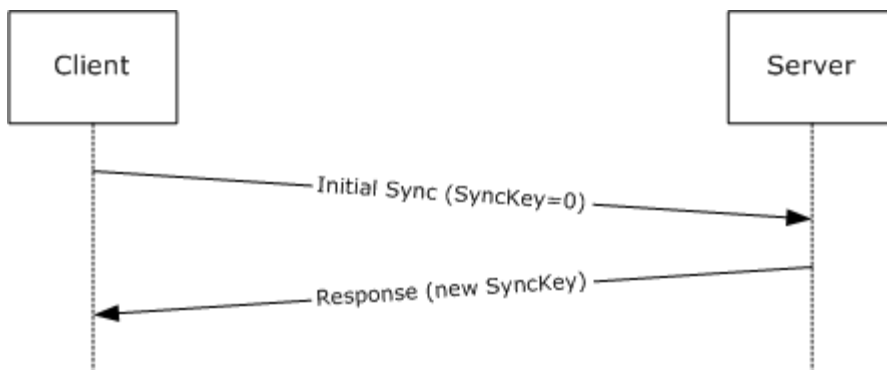 Client
Server
Initial Sync (SyncKey=0)
Response (new SyncKey)